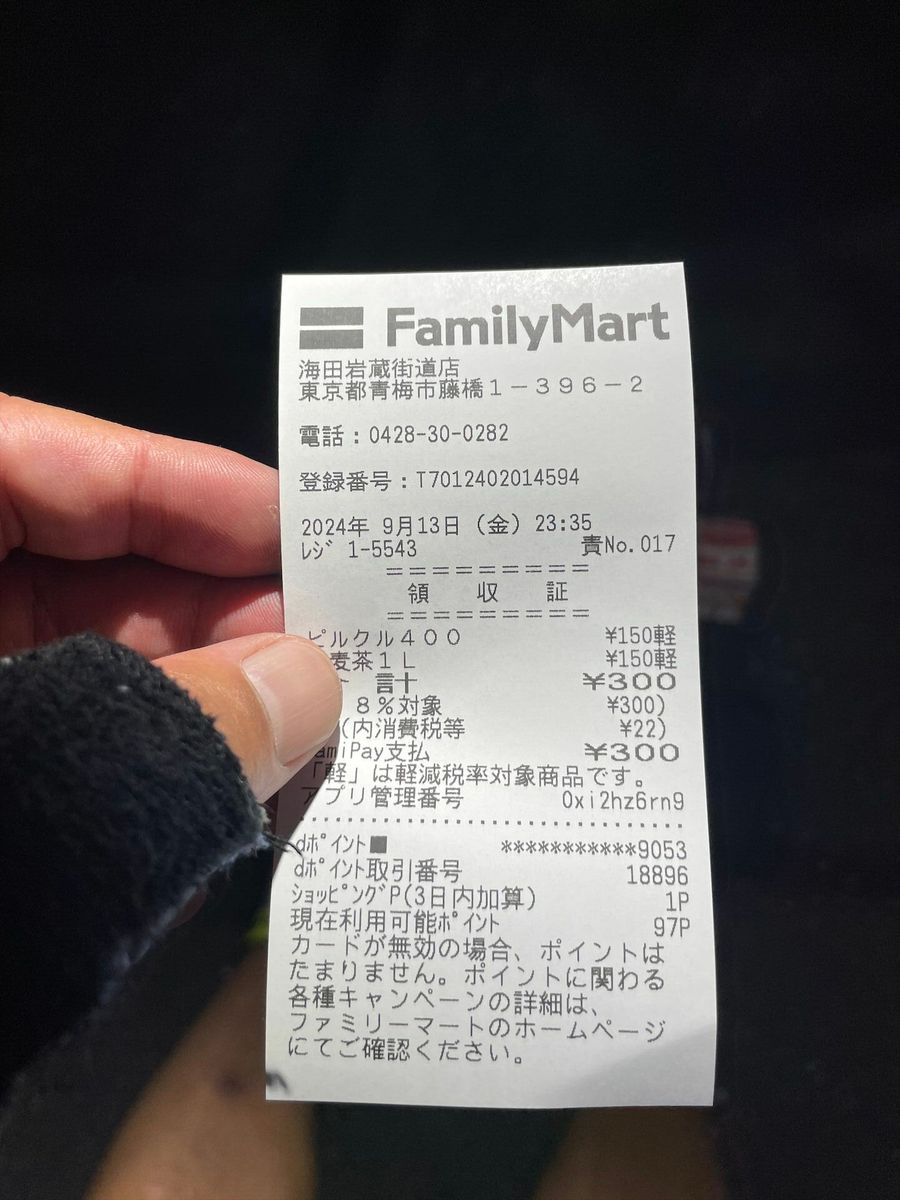 FamilyMart
海田岩蔵街道店
東京都青梅市藤橋1-396-2
電話:0428-30-0282
登録番号:T7012402014594
2024年 9月13日(金) 23:35
レジ 1-5543 責No.017
=========
領 収 証
=========
ピルクル400 ¥150軽
麦茶1L ¥150軽
計 ¥300
8%対象 ¥300)
(内消費税等 ¥22)
amiPay支払 ¥300
「軽」は軽減税率対象商品です。
アプリ管理番号 0xi2hz6rn9
dポイント■ ***********9053
dポイント取引番号 18896
ショッピングP(3日内加算) 1P
現在利用可能ポイント 97P
カードが無効の場合、ポイントは
たまりません。ポイントに関わる
各種キャンペーンの詳細は、
ファミリーマートのホームページ
にてご確認ください。